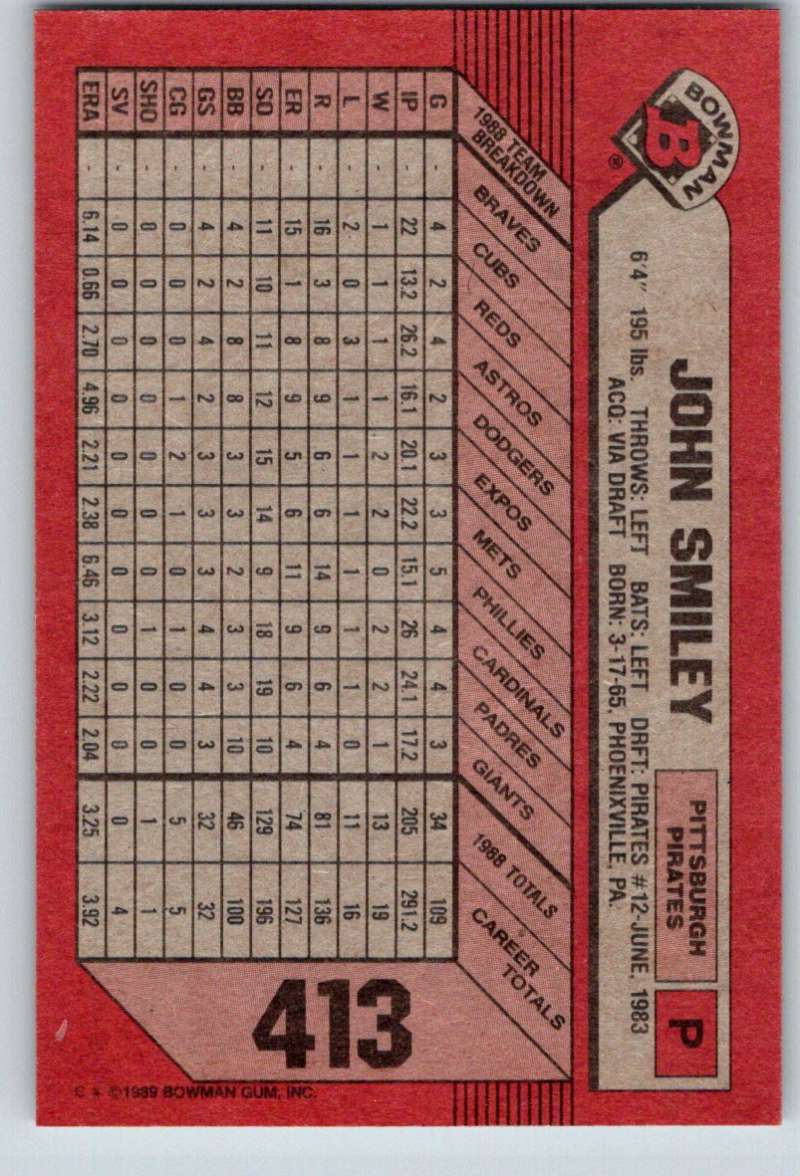 BOWMAN
B
®
JOHN SMILEY
PITTSBURGH
PIRATES
P
6'4" 195 lbs. THROWS: LEFT BATS: LEFT DRFT: PIRATES #12-JUNE, 1983
ACQ: VIA DRAFT BORN: 3-17-65, PHOENIXVILLE, PA.
1988 TEAM
BREAKDOWN
BRAVES
CUBS
REDS
ASTROS
DODGERS
EXPOS
METS
PHILLIES
CARDINALS
PADRES
GIANTS
1988 TOTALS
CAREER
TOTALS
G - 4 2 4 2 3 3 5 4 4 3 34 109
IP - 22 13.2 26.2 16.1 20.1 22.2 15.1 26 24.1 17.2 205 291.2
W - 1 1 1 1 2 2 0 2 2 1 13 19
L - 2 0 3 1 1 1 1 1 1 0 11 16
R - 16 3 8 9 6 6 14 9 6 4 81 136
ER - 15 1 8 9 5 6 11 9 6 4 74 127
SO - 11 10 11 12 15 14 9 18 19 10 129 196
BB - 4 2 8 8 3 3 2 3 3 10 46 100
GS - 4 2 4 2 3 3 3 4 4 3 32 32
CG - 0 0 0 1 2 1 0 1 0 0 5 5
SHO - 0 0 0 0 0 0 0 1 0 0 1 1
SV - 0 0 0 0 0 0 0 0 0 0 0 4
ERA - 6.14 0.66 2.70 4.96 2.21 2.38 6.46 3.12 2.22 2.04 3.25 3.92
413
©1989 BOWMAN GUM, INC.